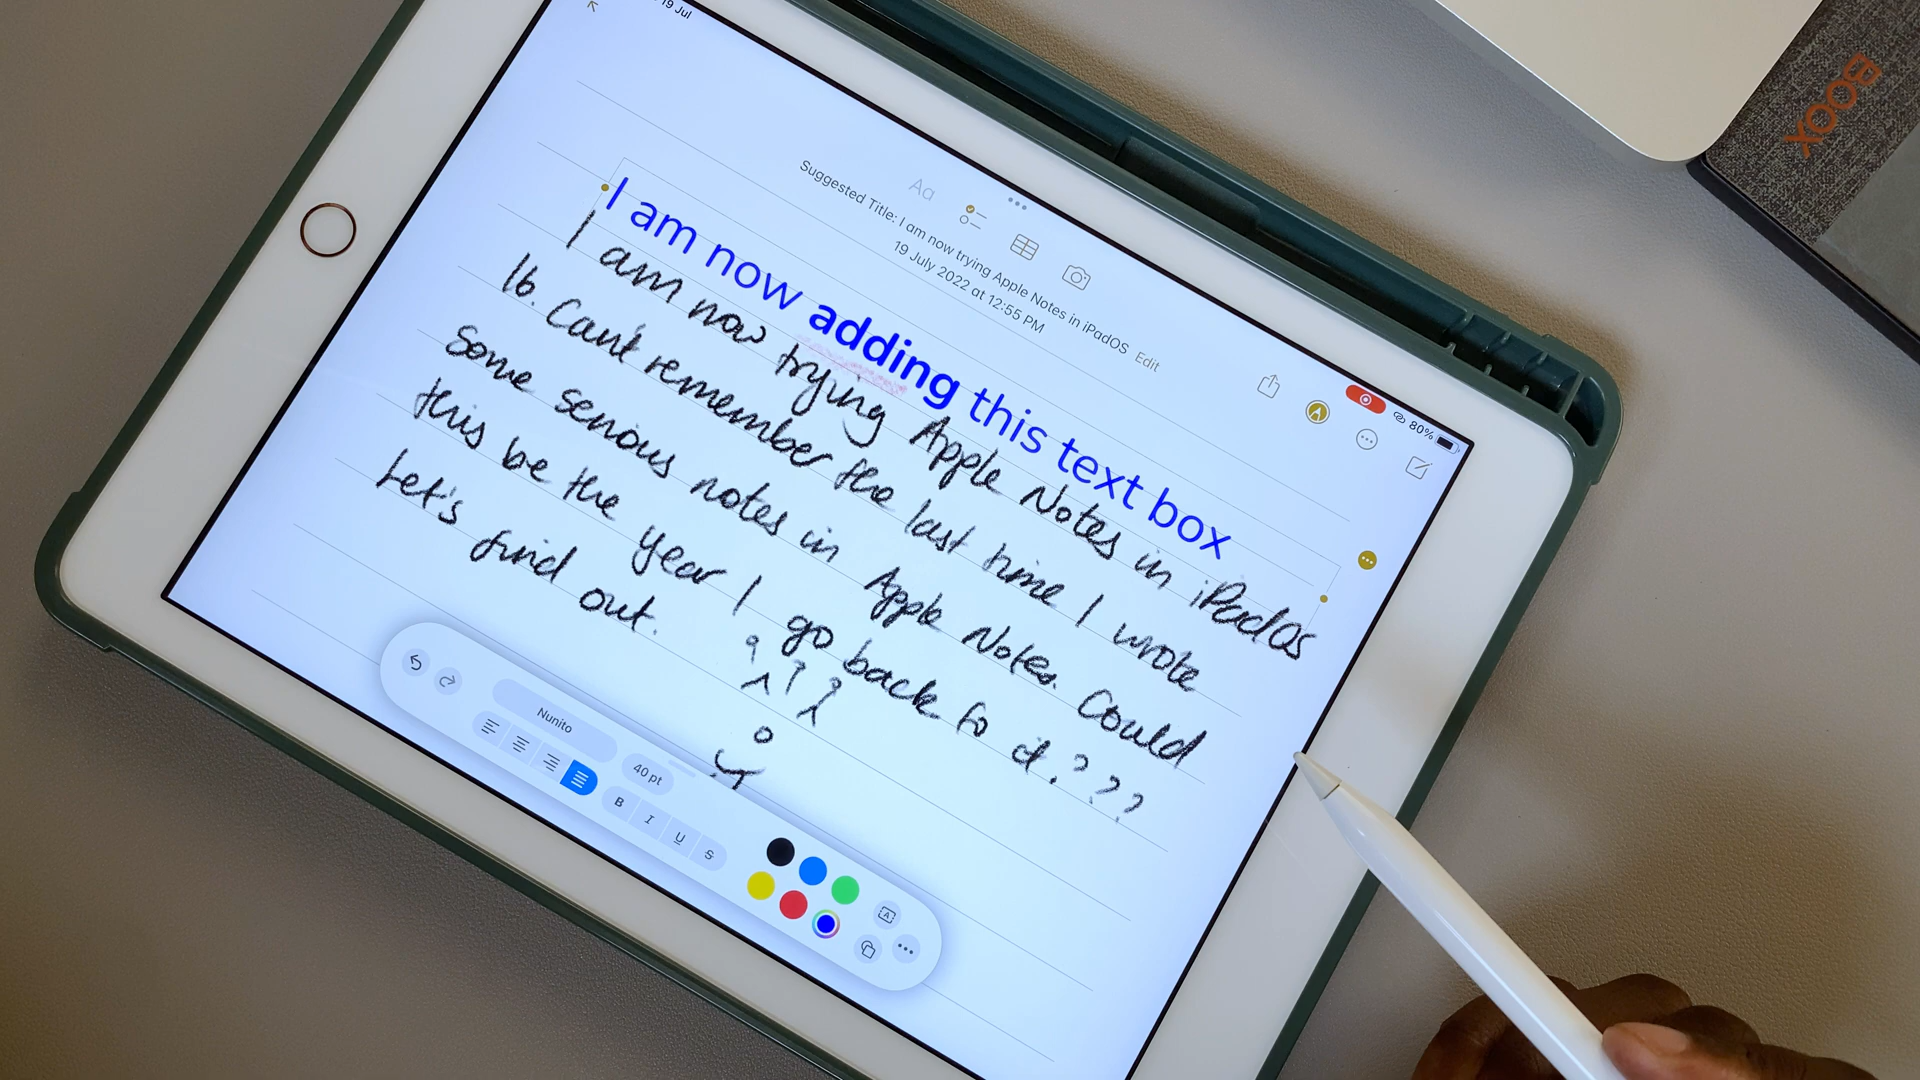 19 Jul
80%
Aa
Suggested Title: I am now trying Apple Notes in iPadOS Edit
19 July 2022 at 12:55 PM
I am now adding this text box
I am now trying Apple Notes in iPadOS
16. Can't remember the last time I wrote
some serious notes in Apple Notes. Could
this be the year I go back to it. ???
Let's find out.
Nunito
40 pt
B I U S
BOOX